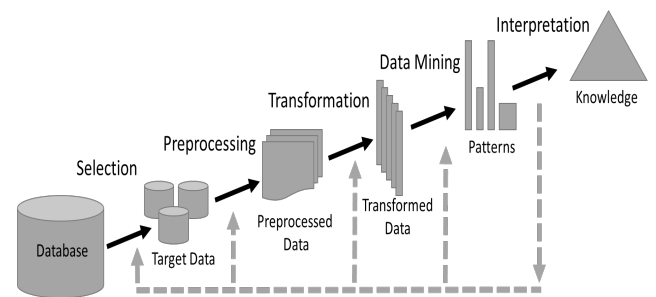 Interpretation
Data Mining
Knowledge
Transformation
Patterns
Preprocessing
Transformed
Data
Selection
Preprocessed
Data
Database
Target Data